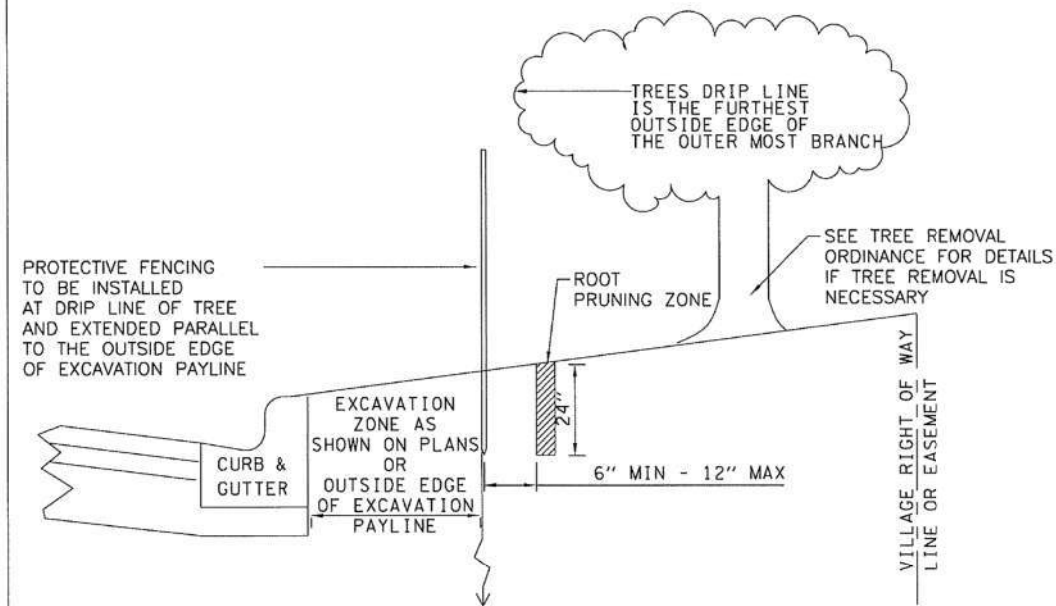 TREES DRIP LINE
IS THE FURTHEST
OUTSIDE EDGE OF
THE OUTER MOST BRANCH
PROTECTIVE FENCING
TO BE INSTALLED
AT DRIP LINE OF TREE
AND EXTENDED PARALLEL
TO THE OUTSIDE EDGE
OF EXCAVATION PAYLINE
ROOT
PRUNING ZONE
SEE TREE REMOVAL
ORDINANCE FOR DETAILS
IF TREE REMOVAL IS
NECESSARY
EXCAVATION
ZONE AS
SHOWN ON PLANS
OR
OUTSIDE EDGE
OF EXCAVATION
PAYLINE
CURB &
GUTTER
24"
6" MIN - 12" MAX
VILLAGE RIGHT OF WAY
LINE OR EASEMENT